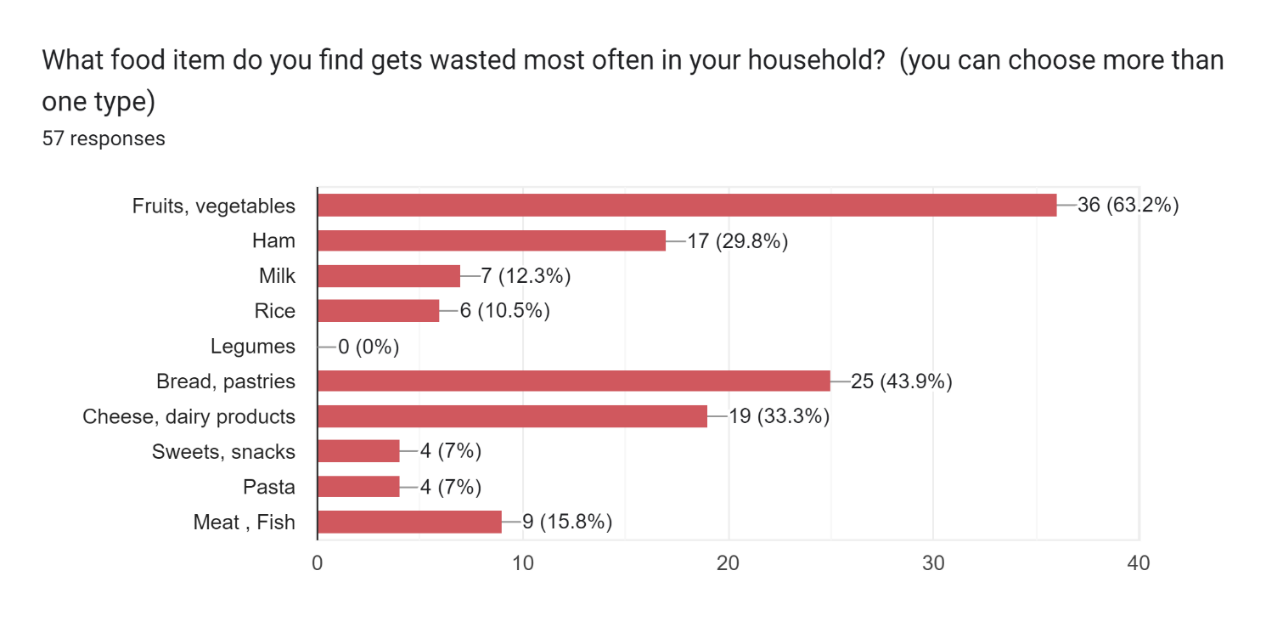 What food item do you find gets wasted most often in your household?  (you can choose more than
one type)
57 responses
Fruits, vegetables 36 (63.2%)
Ham 17 (29.8%)
Milk 7 (12.3%)
Rice 6 (10.5%)
Legumes 0 (0%)
Bread, pastries 25 (43.9%)
Cheese, dairy products 19 (33.3%)
Sweets, snacks 4 (7%)
Pasta 4 (7%)
Meat , Fish 9 (15.8%)
0 10 20 30 40